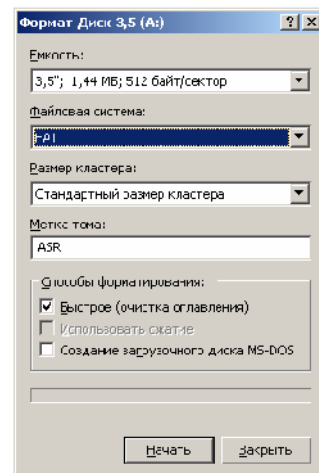 Формат Диск 3,5 (A:)
Емкость:
3,5"; 1,44 МБ; 512 байт/сектор
Файловая система:
FAT
Размер кластера:
Стандартный размер кластера
Метка тома:
ASR
Способы форматирования:
Быстрое (очистка оглавления)
Использовать сжатие
Создание загрузочного диска MS-DOS
Начать
Закрыть